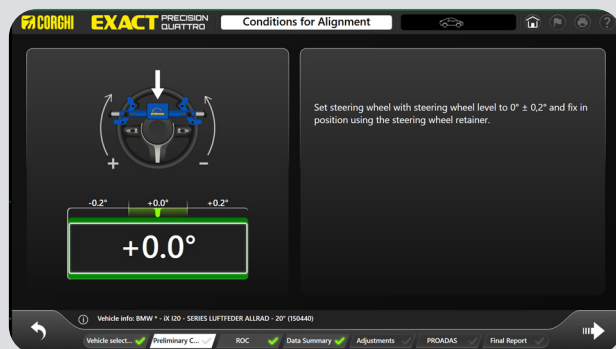 CORGHI
EXACT PRECISION QUATTRO
Conditions for Alignment
?
Set steering wheel with steering wheel level to 0° ± 0,2° and fix in
position using the steering wheel retainer.
+
-
-0.2° +0.0° +0.2°
+0.0°
Vehicle info: BMW * - iX I20 - SERIES LUFTFEDER ALLRAD - 20" (150440)
Vehicle select... Preliminary C... ROC Data Summary Adjustments PROADAS Final Report